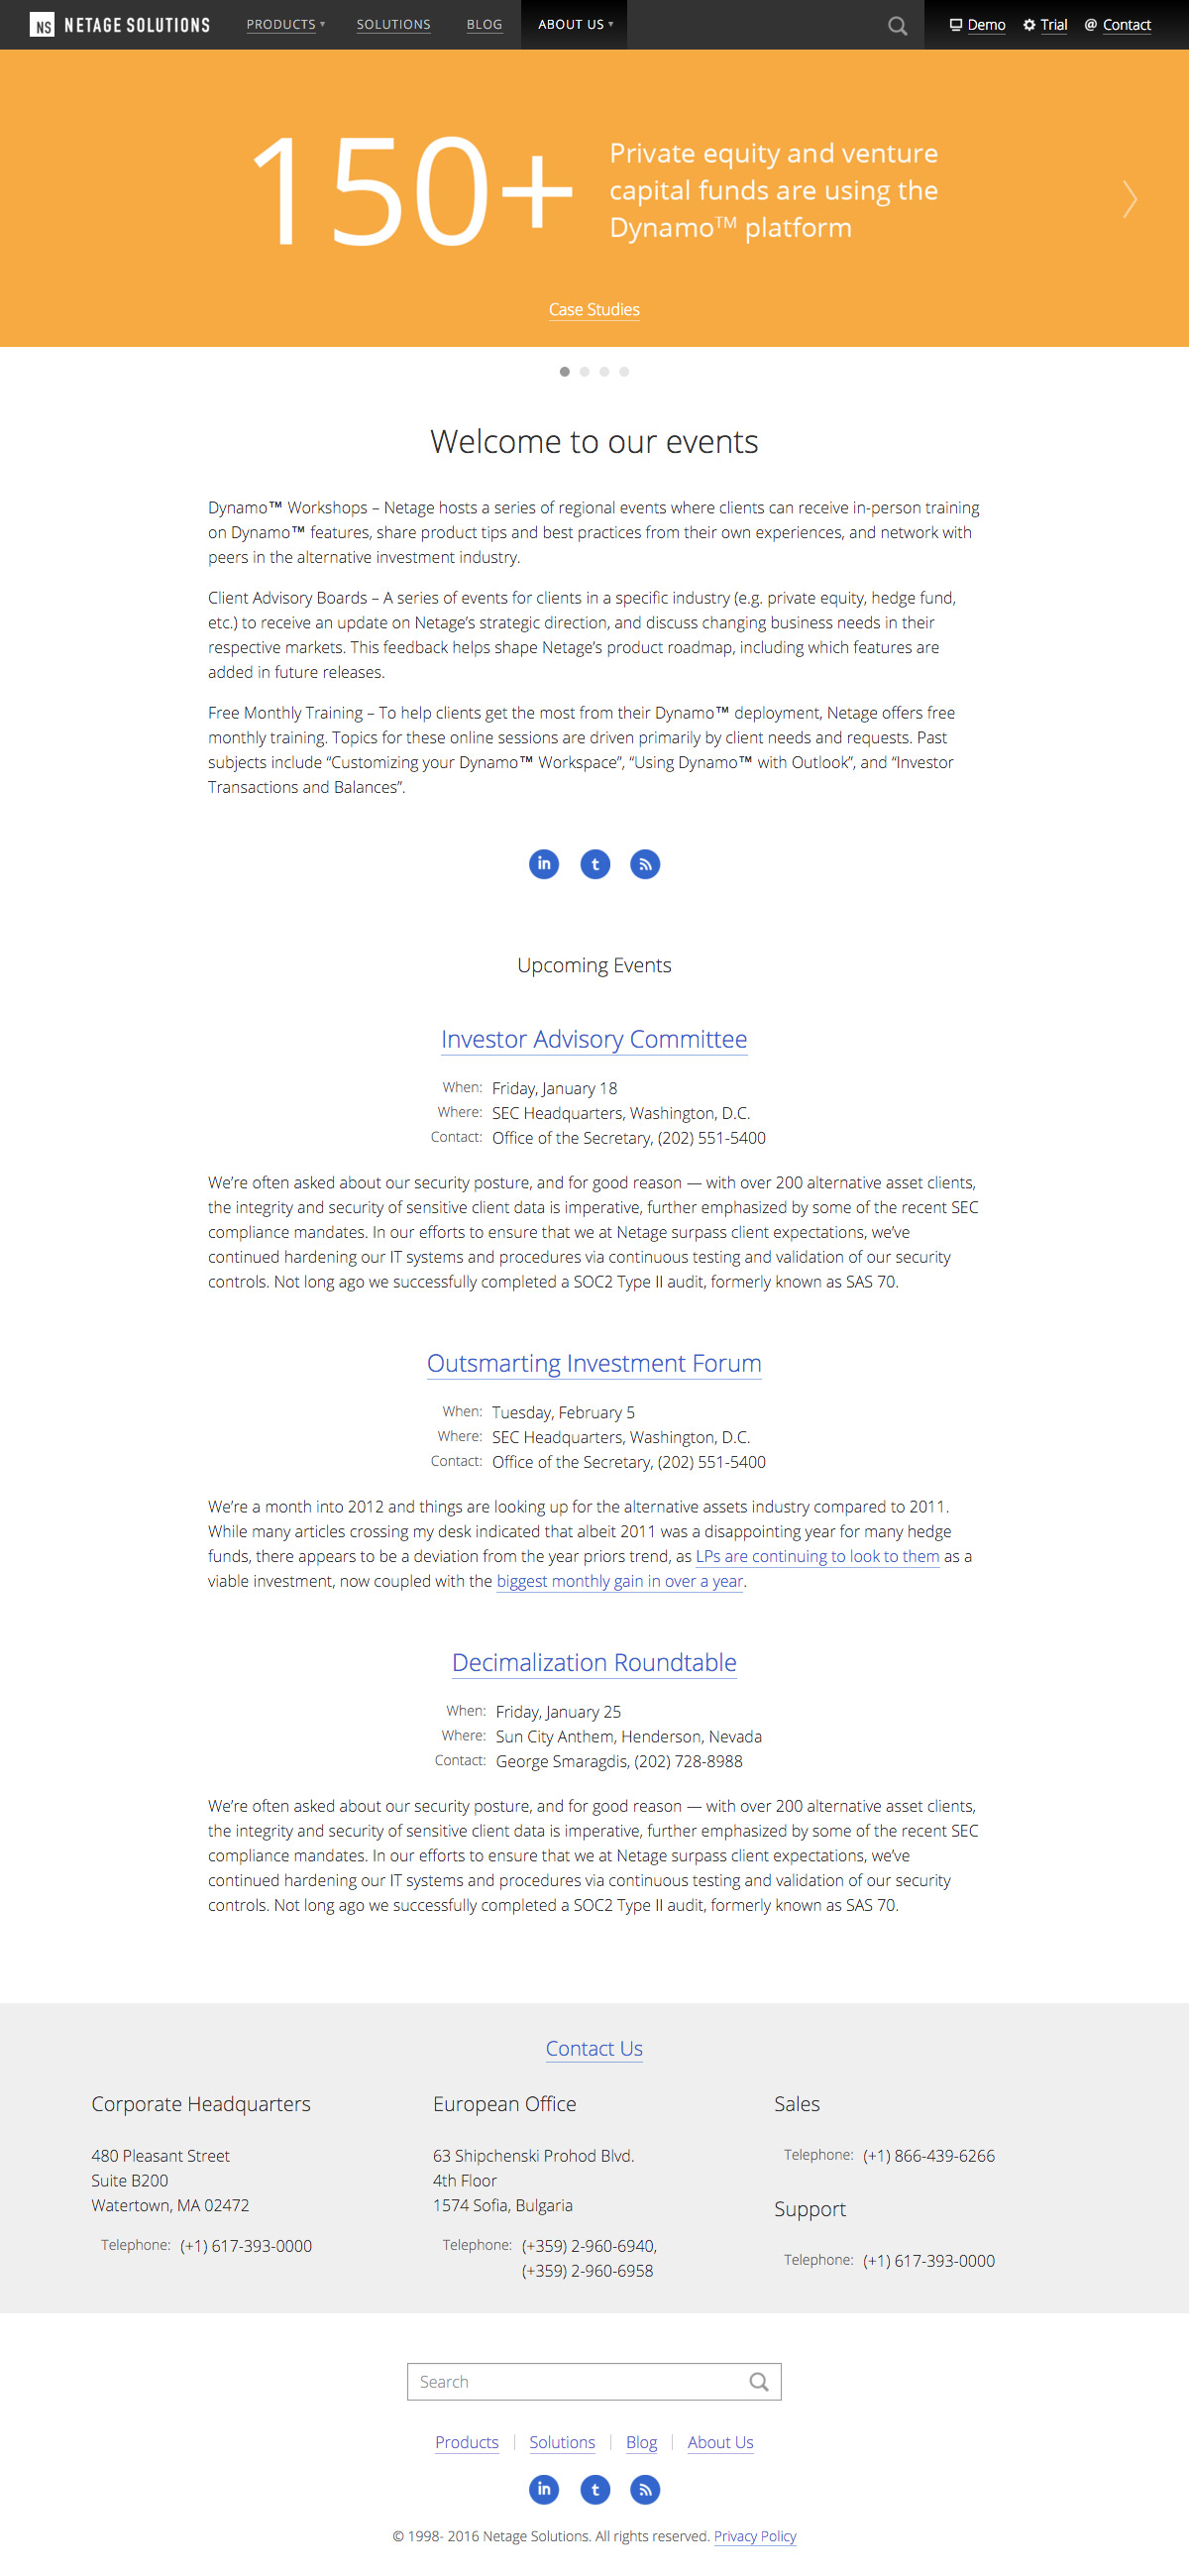 NS NETAGE SOLUTIONS PRODUCTS ▾ SOLUTIONS BLOG ABOUT US ▾ Demo Trial @ Contact
150+
Private equity and venture
capital funds are using the
Dynamo™ platform
Case Studies
Welcome to our events
Dynamo™ Workshops – Netage hosts a series of regional events where clients can receive in-person training
on Dynamo™ features, share product tips and best practices from their own experiences, and network with
peers in the alternative investment industry.
Client Advisory Boards – A series of events for clients in a specific industry (e.g. private equity, hedge fund,
etc.) to receive an update on Netage’s strategic direction, and discuss changing business needs in their
respective markets. This feedback helps shape Netage’s product roadmap, including which features are
added in future releases.
Free Monthly Training – To help clients get the most from their Dynamo™ deployment, Netage offers free
monthly training. Topics for these online sessions are driven primarily by client needs and requests. Past
subjects include “Customizing your Dynamo™ Workspace”, “Using Dynamo™ with Outlook”, and “Investor
Transactions and Balances”.
in t
Upcoming Events
Investor Advisory Committee
When: Friday, January 18
Where: SEC Headquarters, Washington, D.C.
Contact: Office of the Secretary, (202) 551-5400
We’re often asked about our security posture, and for good reason — with over 200 alternative asset clients,
the integrity and security of sensitive client data is imperative, further emphasized by some of the recent SEC
compliance mandates. In our efforts to ensure that we at Netage surpass client expectations, we’ve
continued hardening our IT systems and procedures via continuous testing and validation of our security
controls. Not long ago we successfully completed a SOC2 Type II audit, formerly known as SAS 70.
Outsmarting Investment Forum
When: Tuesday, February 5
Where: SEC Headquarters, Washington, D.C.
Contact: Office of the Secretary, (202) 551-5400
We’re a month into 2012 and things are looking up for the alternative assets industry compared to 2011.
While many articles crossing my desk indicated that albeit 2011 was a disappointing year for many hedge
funds, there appears to be a deviation from the year priors trend, as LPs are continuing to look to them as a
viable investment, now coupled with the biggest monthly gain in over a year.
Decimalization Roundtable
When: Friday, January 25
Where: Sun City Anthem, Henderson, Nevada
Contact: George Smaragdis, (202) 728-8988
We’re often asked about our security posture, and for good reason — with over 200 alternative asset clients,
the integrity and security of sensitive client data is imperative, further emphasized by some of the recent SEC
compliance mandates. In our efforts to ensure that we at Netage surpass client expectations, we’ve
continued hardening our IT systems and procedures via continuous testing and validation of our security
controls. Not long ago we successfully completed a SOC2 Type II audit, formerly known as SAS 70.
Contact Us
Corporate Headquarters
480 Pleasant Street
Suite B200
Watertown, MA 02472
Telephone: (+1) 617-393-0000
European Office
63 Shipchenski Prohod Blvd.
4th Floor
1574 Sofia, Bulgaria
Telephone: (+359) 2-960-6940,
(+359) 2-960-6958
Sales
Telephone: (+1) 866-439-6266
Support
Telephone: (+1) 617-393-0000
Search
Products | Solutions | Blog | About Us
in t
© 1998- 2016 Netage Solutions. All rights reserved. Privacy Policy